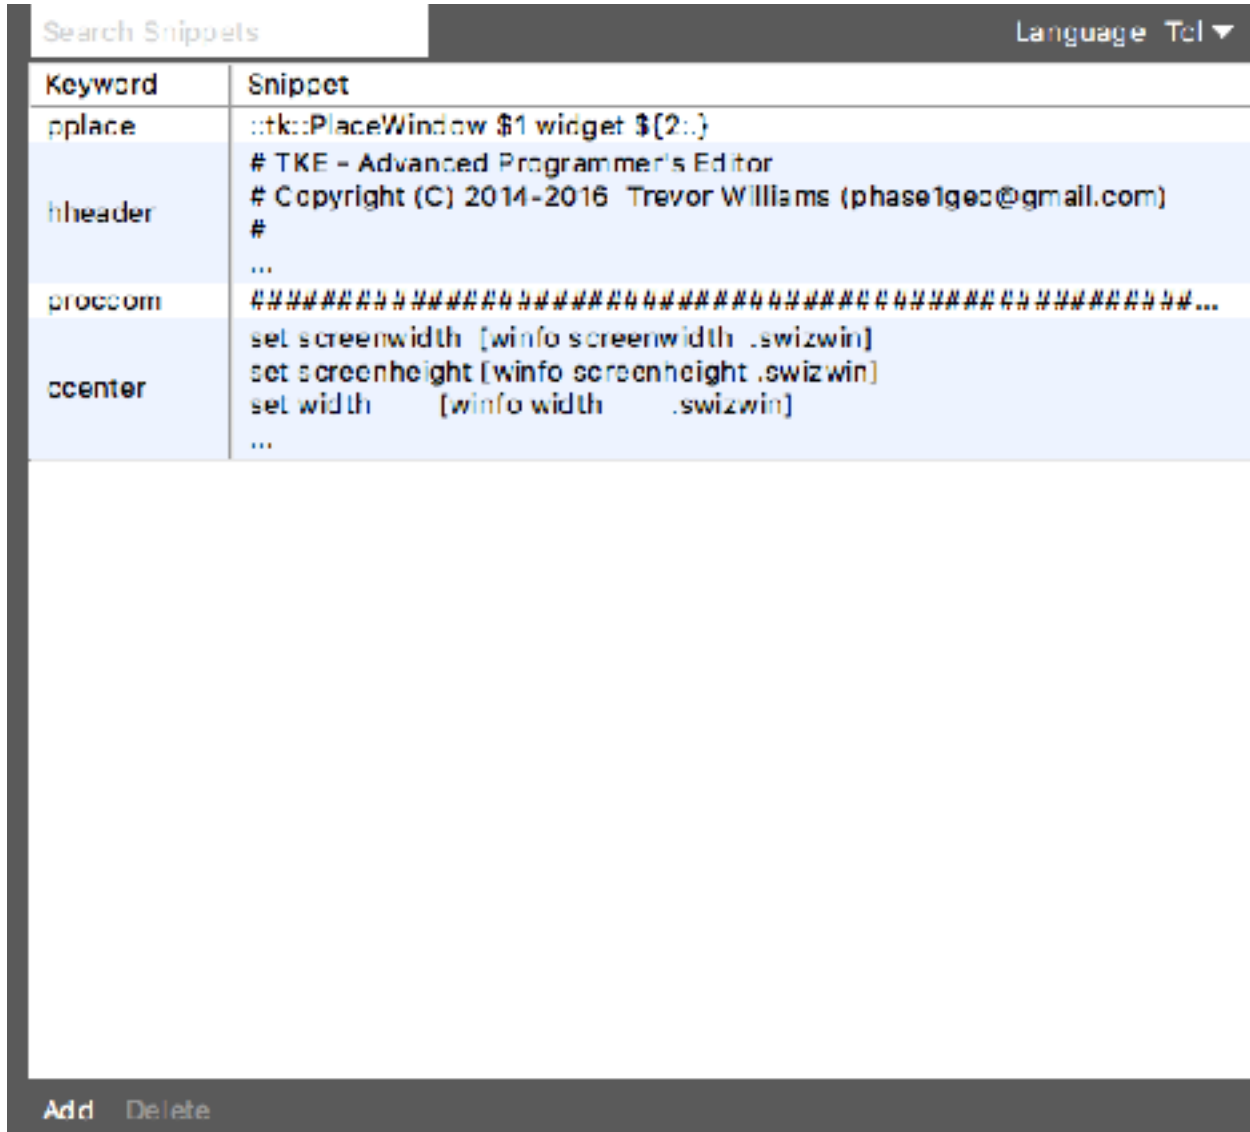 Search Snippets
Language Tcl
Keyword Snippet
pplace ::tk::PlaceWindow $1 widget ${2:.}
hheader # TKE - Advanced Programmer's Editor
# Copyright (C) 2014-2016  Trevor Williams (phase1geo@gmail.com)
#
...
proccom #####################################################...
ccenter set screenwidth  [winfo screenwidth  .swizwin]
set screenheight [winfo screenheight .swizwin]
set width        [winfo width        .swizwin]
...
Add Delete